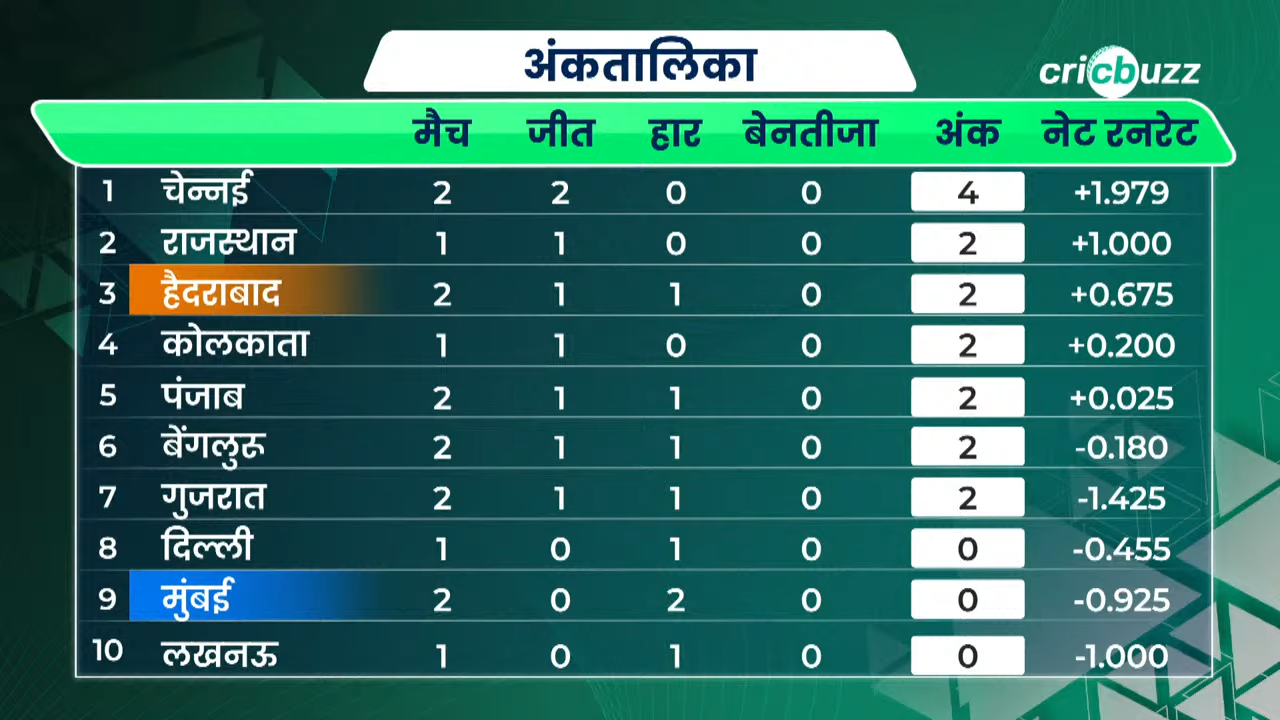 अंकतालिका
cricbuzz
मैच जीत हार बेनतीजा अंक नेट रनरेट
1 चेन्नई 2 2 0 0 4 +1.979
2 राजस्थान 1 1 0 0 2 +1.000
3 हैदराबाद 2 1 1 0 2 +0.675
4 कोलकाता 1 1 0 0 2 +0.200
5 पंजाब 2 1 1 0 2 +0.025
6 बेंगलुरू 2 1 1 0 2 -0.180
7 गुजरात 2 1 1 0 2 -1.425
8 दिल्ली 1 0 1 0 0 -0.455
9 मुंबई 2 0 2 0 0 -0.925
10 लखनऊ 1 0 1 0 0 -1.000